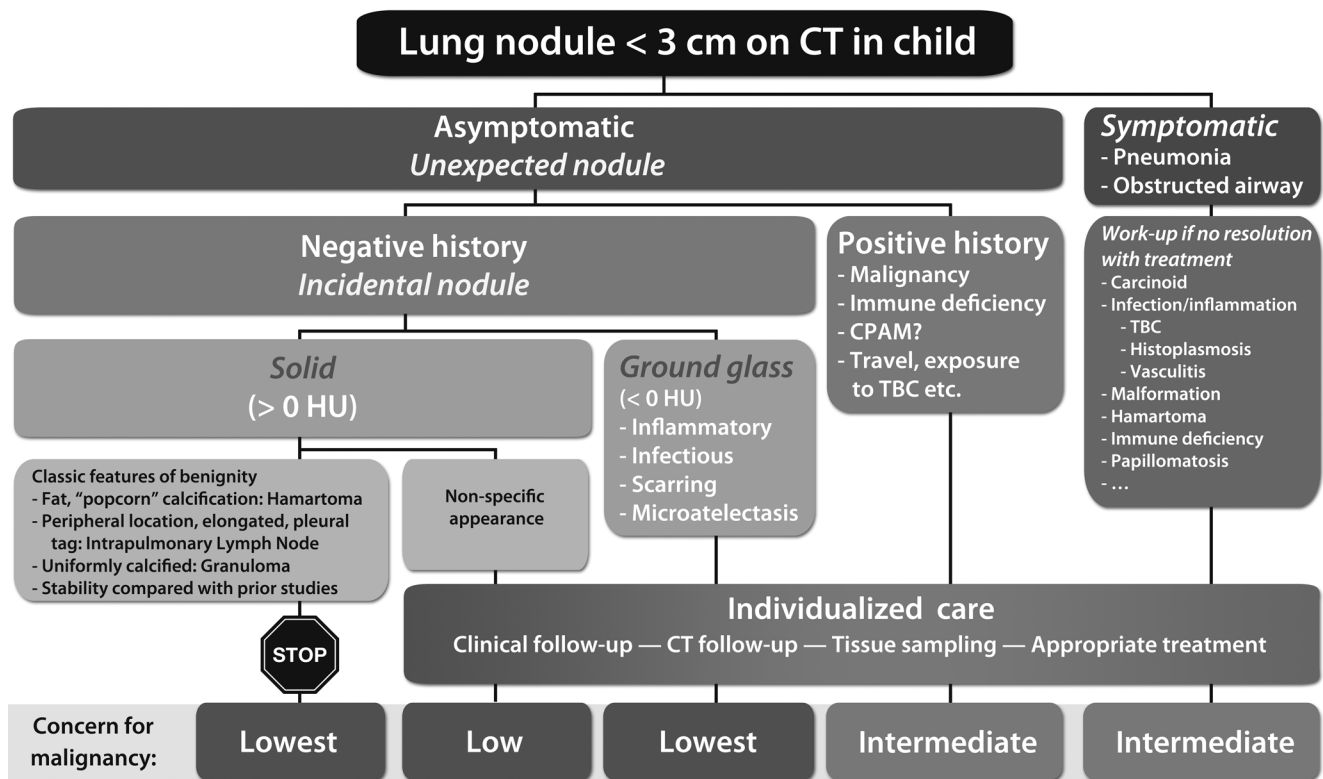 Lung nodule < 3 cm on CT in child
Asymptomatic
Unexpected nodule
Symptomatic
- Pneumonia
- Obstructed airway
Negative history
Incidental nodule
Positive history
- Malignancy
- Immune deficiency
- CPAM?
- Travel, exposure
to TBC etc.
Work-up if no resolution
with treatment
- Carcinoid
- Infection/inflammation
- TBC
- Histoplasmosis
- Vasculitis
- Malformation
- Hamartoma
- Immune deficiency
- Papillomatosis
- ...
Solid
(> 0 HU)
Ground glass
(< 0 HU)
- Inflammatory
- Infectious
- Scarring
- Microatelectasis
Classic features of benignity
- Fat, “popcorn” calcification: Hamartoma
- Peripheral location, elongated, pleural
tag: Intrapulmonary Lymph Node
- Uniformly calcified: Granuloma
- Stability compared with prior studies
Non-specific
appearance
STOP
Individualized care
Clinical follow-up — CT follow-up — Tissue sampling — Appropriate treatment
Concern for
malignancy:
Lowest
Low
Lowest
Intermediate
Intermediate